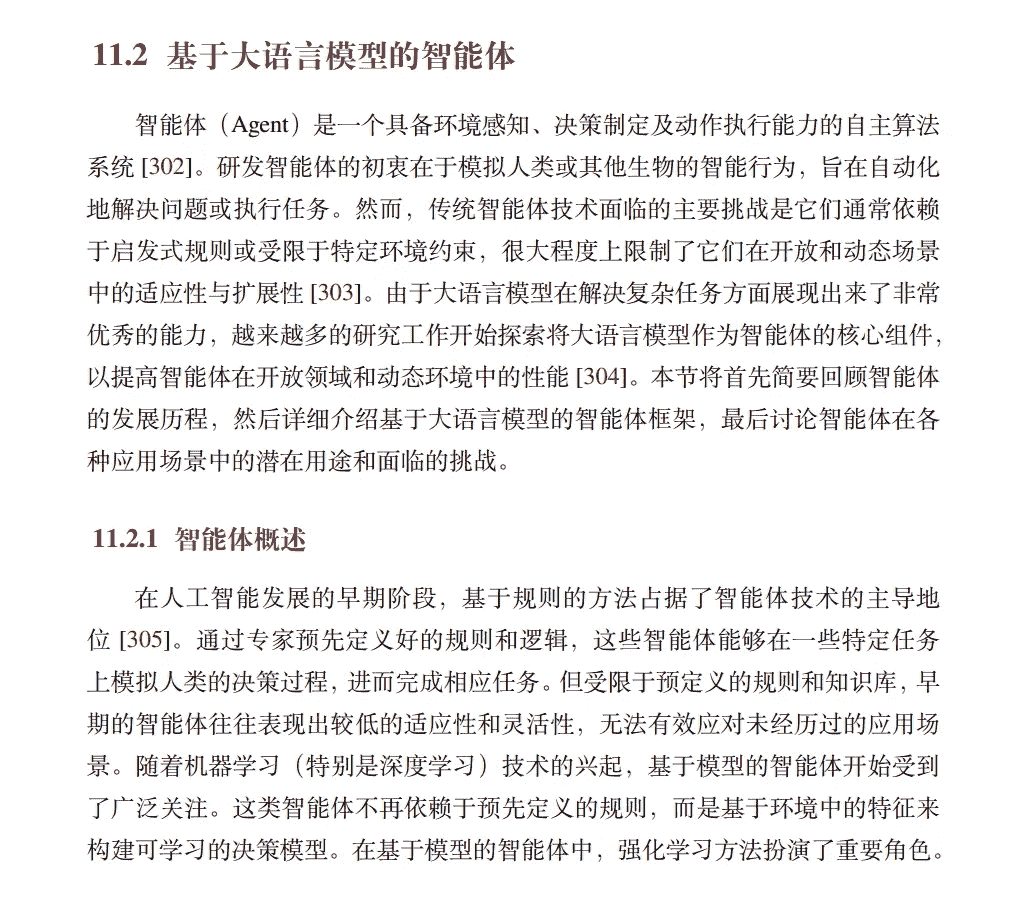 11.2 基于大语言模型的智能体
智能体（Agent）是一个具备环境感知、决策制定及动作执行能力的自主算法
系统 [302]。研发智能体的初衷在于模拟人类或其他生物的智能行为，旨在自动化
地解决问题或执行任务。然而，传统智能体技术面临的主要挑战是它们通常依赖
于启发式规则或受限于特定环境约束，很大程度上限制了它们在开放和动态场景
中的适应性与扩展性 [303]。由于大语言模型在解决复杂任务方面展现出来了非常
优秀的能力，越来越多的研究工作开始探索将大语言模型作为智能体的核心组件，
以提高智能体在开放领域和动态环境中的性能 [304]。本节将首先简要回顾智能体
的发展历程，然后详细介绍基于大语言模型的智能体框架，最后讨论智能体在各
种应用场景中的潜在用途和面临的挑战。
11.2.1 智能体概述
在人工智能发展的早期阶段，基于规则的方法占据了智能体技术的主导地
位 [305]。通过专家预先定义好的规则和逻辑，这些智能体能够在一些特定任务
上模拟人类的决策过程，进而完成相应任务。但受限于预定义的规则和知识库，早
期的智能体往往表现出较低的适应性和灵活性，无法有效应对未经历过的应用场
景。随着机器学习（特别是深度学习）技术的兴起，基于模型的智能体开始受到
了广泛关注。这类智能体不再依赖于预先定义的规则，而是基于环境中的特征来
构建可学习的决策模型。在基于模型的智能体中，强化学习方法扮演了重要角色。